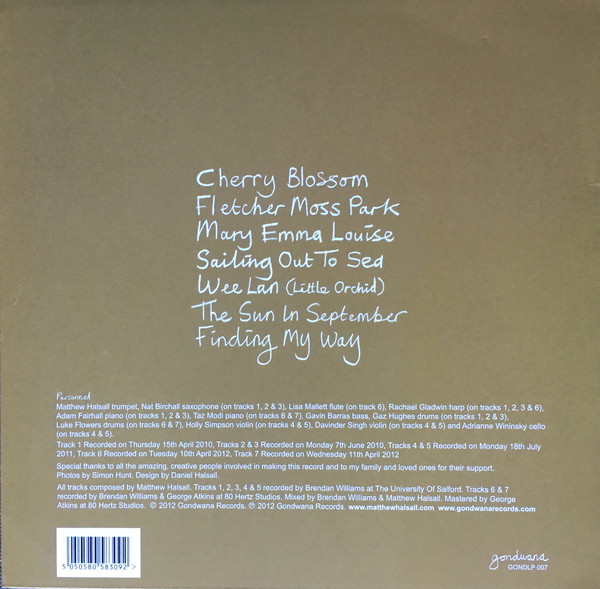 Cherry Blossom
Fletcher Moss Park
Mary Emma Louise
Sailing Out To Sea
Wee Lan (Little Orchid)
The Sun In September
Finding My Way
Personnel
Matthew Halsall trumpet, Nat Birchall saxophone (on tracks 1, 2 & 3), Lisa Mallett flute (on track 6), Rachael Gladwin harp (on tracks 1, 2, 3 & 6),
Adam Fairhall piano (on tracks 1, 2 & 3), Taz Modi piano (on tracks 6 & 7), Gavin Barras bass, Gaz Hughes drums (on tracks 1, 2 & 3),
Luke Flowers drums (on tracks 6 & 7), Holly Simpson violin (on tracks 4 & 5), Davinder Singh violin (on tracks 4 & 5) and Adrianne Wininsky cello
(on tracks 4 & 5).
Track 1 Recorded on Thursday 15th April 2010, Tracks 2 & 3 Recorded on Monday 7th June 2010, Tracks 4 & 5 Recorded on Monday 18th July
2011, Track 6 Recorded on Tuesday 10th April 2012, Track 7 Recorded on Wednesday 11th April 2012
Special thanks to all the amazing, creative people involved in making this record and to my family and loved ones for their support.
Photos by Simon Hunt. Design by Daniel Halsall.
All tracks composed by Matthew Halsall. Tracks 1, 2, 3, 4 & 5 recorded by Brendan Williams at The University Of Salford. Tracks 6 & 7
recorded by Brendan Williams & George Atkins at 80 Hertz Studios. Mixed by Brendan Williams & Matthew Halsall. Mastered by George
Atkins at 80 Hertz Studios. © 2012 Gondwana Records. ℗ 2012 Gondwana Records. www.matthewhalsall.com www.gondwanarecords.com
5 050580 583092 >
gondwana
GONDLP 007